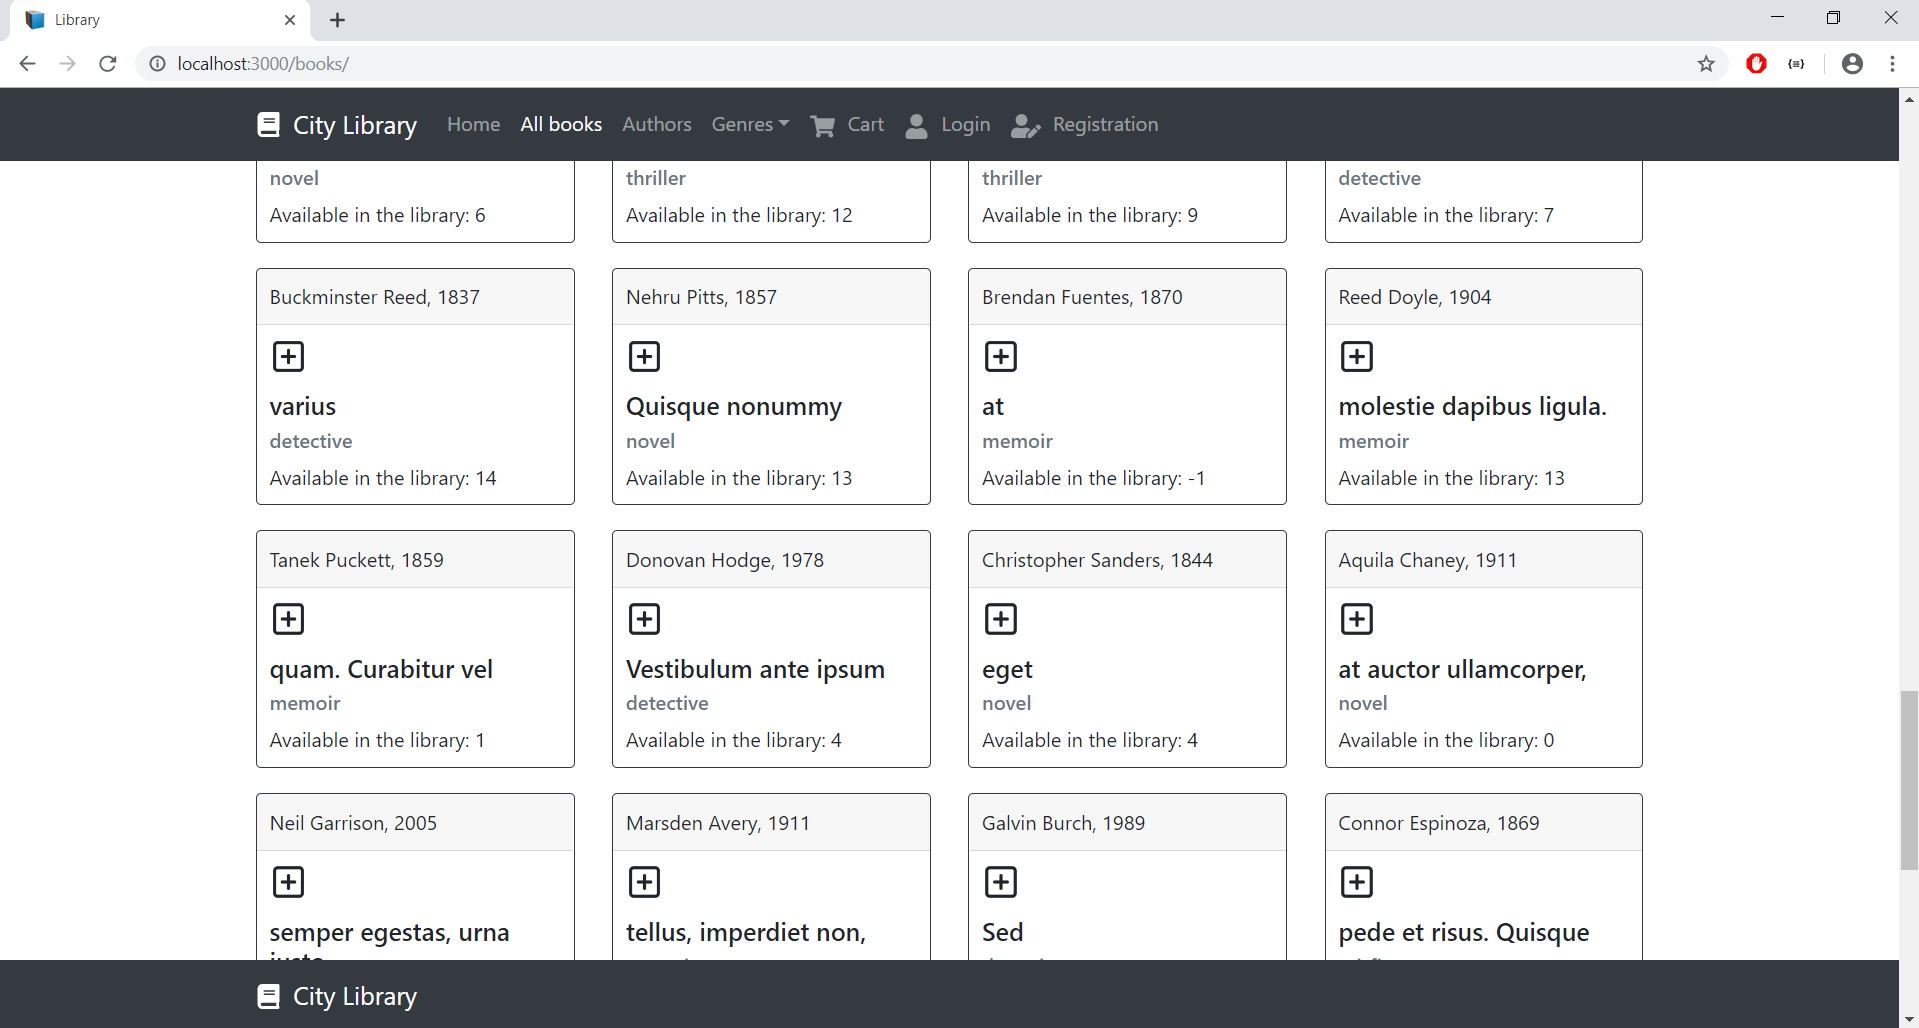 Library
localhost:3000/books/
City Library Home All books Authors Genres Cart Login Registration
novel
Available in the library: 6
thriller
Available in the library: 12
thriller
Available in the library: 9
detective
Available in the library: 7
Buckminster Reed, 1837
varius
detective
Available in the library: 14
Nehru Pitts, 1857
Quisque nonummy
novel
Available in the library: 13
Brendan Fuentes, 1870
at
memoir
Available in the library: -1
Reed Doyle, 1904
molestie dapibus ligula.
memoir
Available in the library: 13
Tanek Puckett, 1859
quam. Curabitur vel
memoir
Available in the library: 1
Donovan Hodge, 1978
Vestibulum ante ipsum
detective
Available in the library: 4
Christopher Sanders, 1844
eget
novel
Available in the library: 4
Aquila Chaney, 1911
at auctor ullamcorper,
novel
Available in the library: 0
Neil Garrison, 2005
semper egestas, urna
Marsden Avery, 1911
tellus, imperdiet non,
Galvin Burch, 1989
Sed
Connor Espinoza, 1869
pede et risus. Quisque
City Library